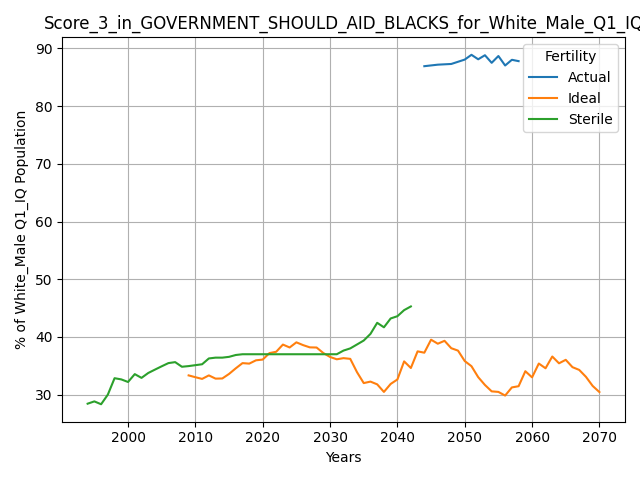 Score_3_in_GOVERNMENT_SHOULD_AID_BLACKS_for_White_Male_Q1_IQ
% of White_Male Q1_IQ Population
90
80
70
60
50
40
30
Fertility
Actual
Ideal
Sterile
2000 2010 2020 2030 2040 2050 2060 2070
Years